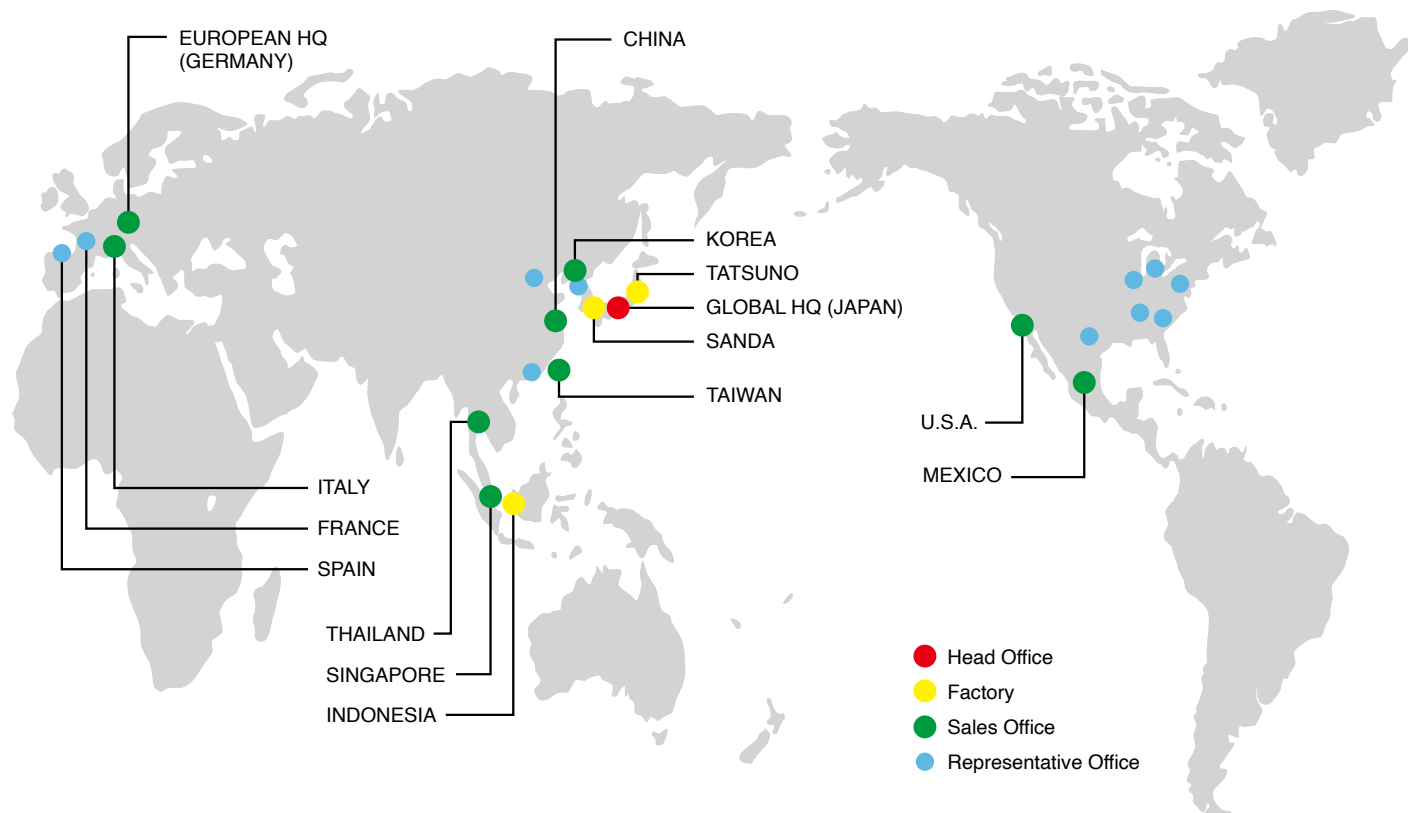 EUROPEAN HQ
(GERMANY)
CHINA
KOREA
TATSUNO
GLOBAL HQ (JAPAN)
SANDA
TAIWAN
U.S.A.
MEXICO
ITALY
FRANCE
SPAIN
THAILAND
SINGAPORE
INDONESIA
Head Office
Factory
Sales Office
Representative Office